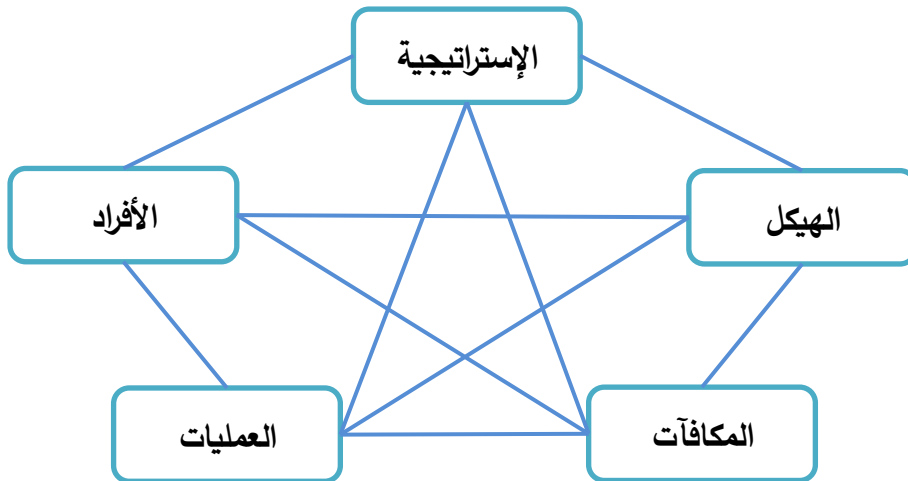 الإستراتيجية
الهيكل
الأفراد
المكافآت
العمليات